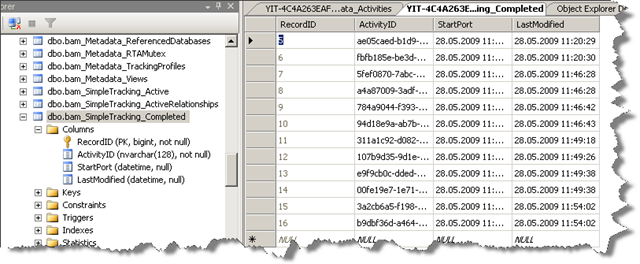 orer
YIT-4C4A263EAF...ata_Activities
YIT-4C4A263E...ing_Completed
Object Explorer D
dbo.bam_Metadata_ReferencedDatabases
dbo.bam_Metadata_RTAMutex
dbo.bam_Metadata_TrackingProfiles
dbo.bam_Metadata_Views
dbo.bam_SimpleTracking_Active
dbo.bam_SimpleTracking_ActiveRelationships
dbo.bam_SimpleTracking_Completed
Columns
RecordID (PK, bigint, not null)
ActivityID (nvarchar(128), not null)
StartPort (datetime, null)
LastModified (datetime, null)
Keys
Constraints
Triggers
Indexes
Statistics
RecordID ActivityID StartPort LastModified
5 ae05caed-b1d9-... 28.05.2009 11:... 28.05.2009 11:20:29
6 fbfb185e-be3d-... 28.05.2009 11:... 28.05.2009 11:20:30
7 5fef0870-7abc-... 28.05.2009 11:... 28.05.2009 11:46:28
8 a4a87009-3adf-... 28.05.2009 11:... 28.05.2009 11:46:28
9 784a9044-f393-... 28.05.2009 11:... 28.05.2009 11:46:42
10 94d18e9a-ab7b-... 28.05.2009 11:... 28.05.2009 11:46:43
11 311a1c92-d082-... 28.05.2009 11:... 28.05.2009 11:49:18
12 107b9d35-9d1e-... 28.05.2009 11:... 28.05.2009 11:49:26
13 e9f9cb0c-dded-... 28.05.2009 11:... 28.05.2009 11:49:38
14 00fe19e7-1e71-... 28.05.2009 11:... 28.05.2009 11:49:38
15 3a2cb6a5-f198-... 28.05.2009 11:... 28.05.2009 11:54:02
16 b9dbf36d-a464-... 28.05.2009 11:... 28.05.2009 11:54:02
NULL NULL NULL NULL